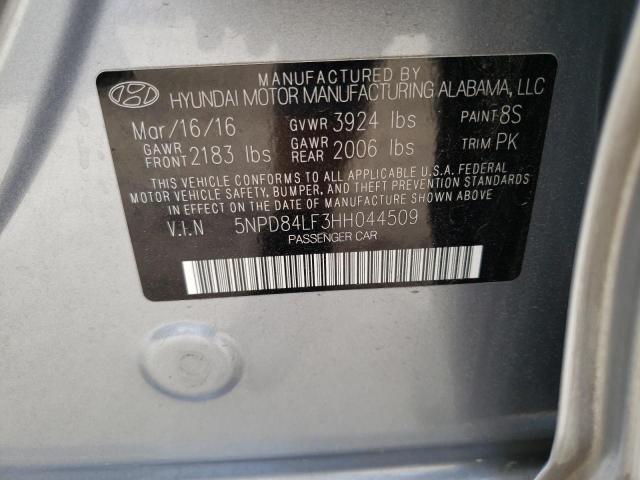 MANUFACTURED BY
HYUNDAI MOTOR MANUFACTURING ALABAMA, LLC
Mar/16/16 GVWR 3924 lbs PAINT 8S
GAWR FRONT 2183 lbs GAWR REAR 2006 lbs TRIM PK
THIS VEHICLE CONFORMS TO ALL APPLICABLE U.S.A. FEDERAL
MOTOR VEHICLE SAFETY, BUMPER, AND THEFT PREVENTION STANDARDS
IN EFFECT ON THE DATE OF MANUFACTURE SHOWN ABOVE
V.I.N 5NPD84LF3HH044509
PASSENGER CAR